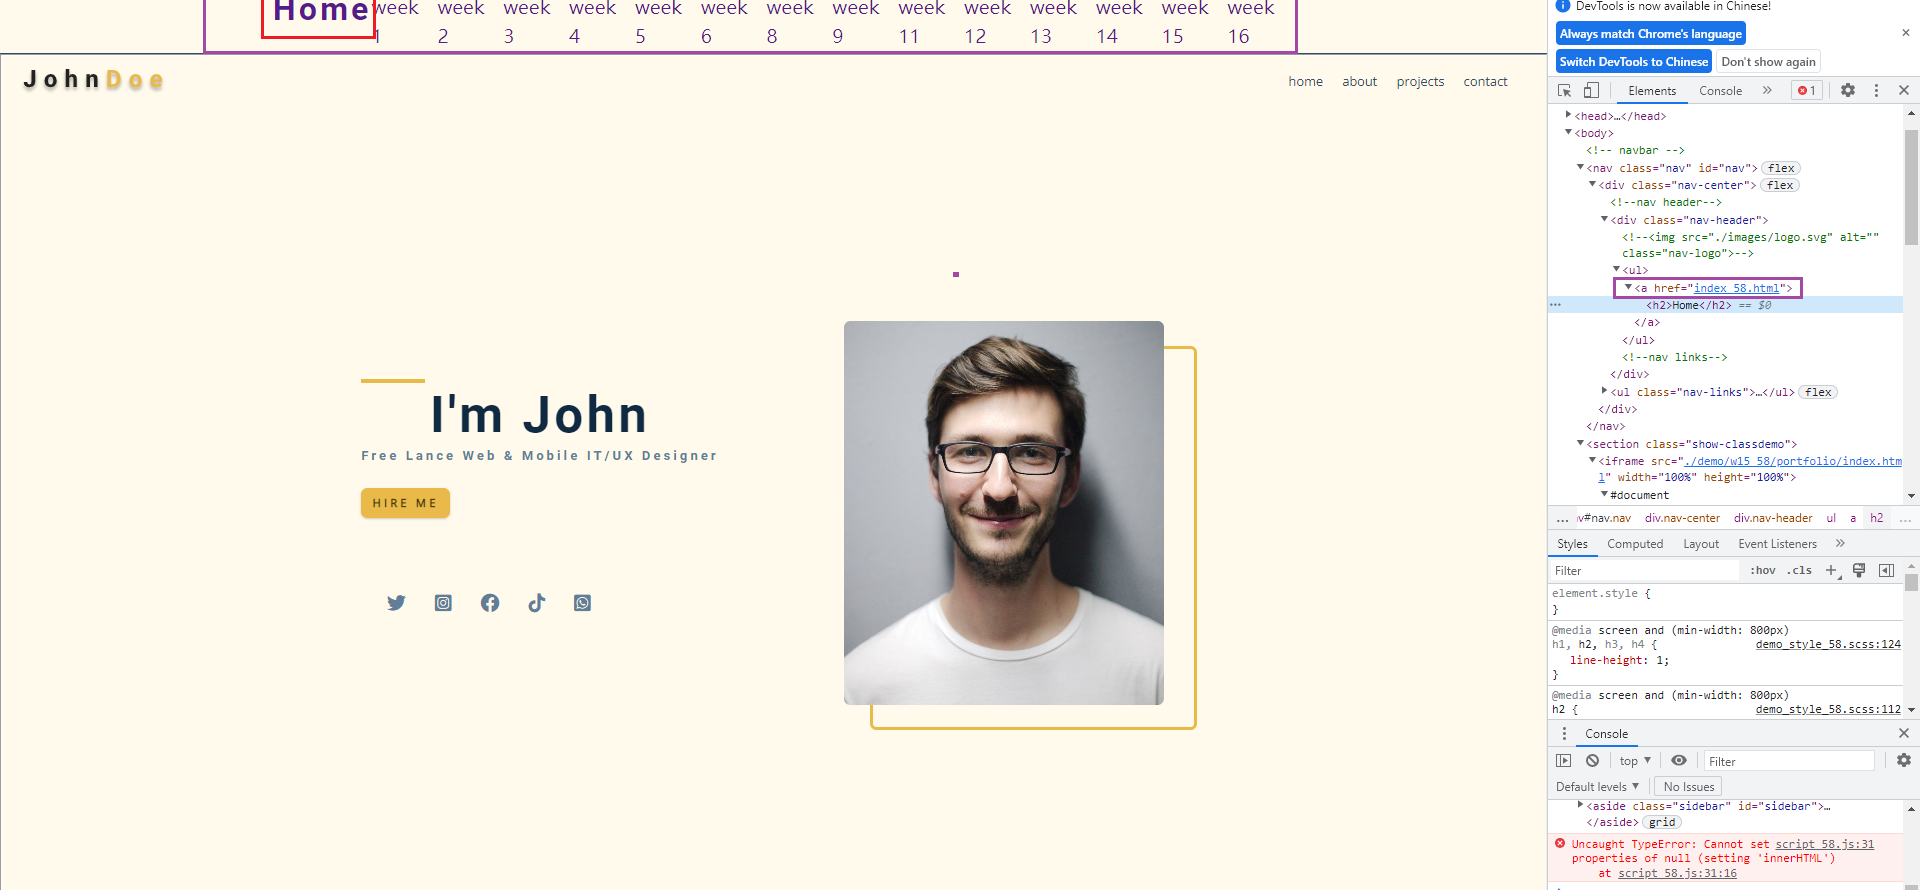 Home
week week week week week week week week week week week week week week
1 2 3 4 5 6 8 9 11 12 13 14 15 16
JohnDoe
home about projects contact
I'm John
Free Lance Web & Mobile IT/UX Designer
HIRE ME
DevTools is now available in Chinese!
Always match Chrome's language
Switch DevTools to Chinese Don't show again
Elements Console » 1
<head>…</head>
<body>
<!-- navbar -->
<nav class="nav" id="nav"> flex
<div class="nav-center"> flex
<!--nav header-->
<div class="nav-header">
<!--<img src="./images/logo.svg" alt=""
class="nav-logo">-->
<ul>
<a href="index_58.html">
<h2>Home</h2> == $0
</a>
</ul>
<!--nav links-->
</div>
<ul class="nav-links">…</ul> flex
</div>
</nav>
<section class="show-classdemo">
<iframe src="./demo/w15_58/portfolio/index.htm
l" width="100%" height="100%">
#document
... v#nav.nav div.nav-center div.nav-header ul a h2 ...
Styles Computed Layout Event Listeners »
Filter :hov .cls +
element.style {
}
@media screen and (min-width: 800px)
h1, h2, h3, h4 { demo_style_58.scss:124
line-height: 1;
}
@media screen and (min-width: 800px)
h2 { demo_style_58.scss:112
Console
top ▼ Filter
Default levels ▼ No Issues
<aside class="sidebar" id="sidebar">…
</aside> grid
Uncaught TypeError: Cannot set script_58.js:31
properties of null (setting 'innerHTML')
at script_58.js:31:16